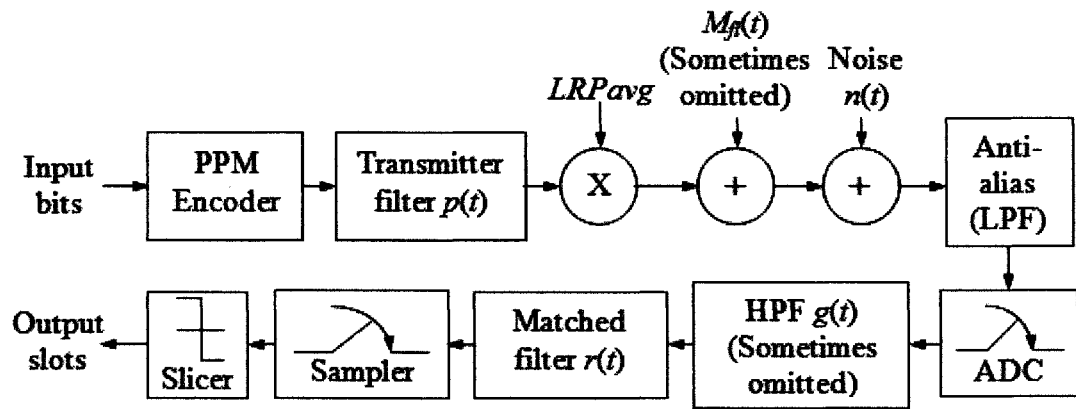 M_fl(t)
(Sometimes
omitted)
Noise
n(t)
LRPavg
Input
bits
PPM
Encoder
Transmitter
filter p(t)
X
+
+
Anti-
alias
(LPF)
Output
slots
Slicer
Sampler
Matched
filter r(t)
HPF g(t)
(Sometimes
omitted)
ADC